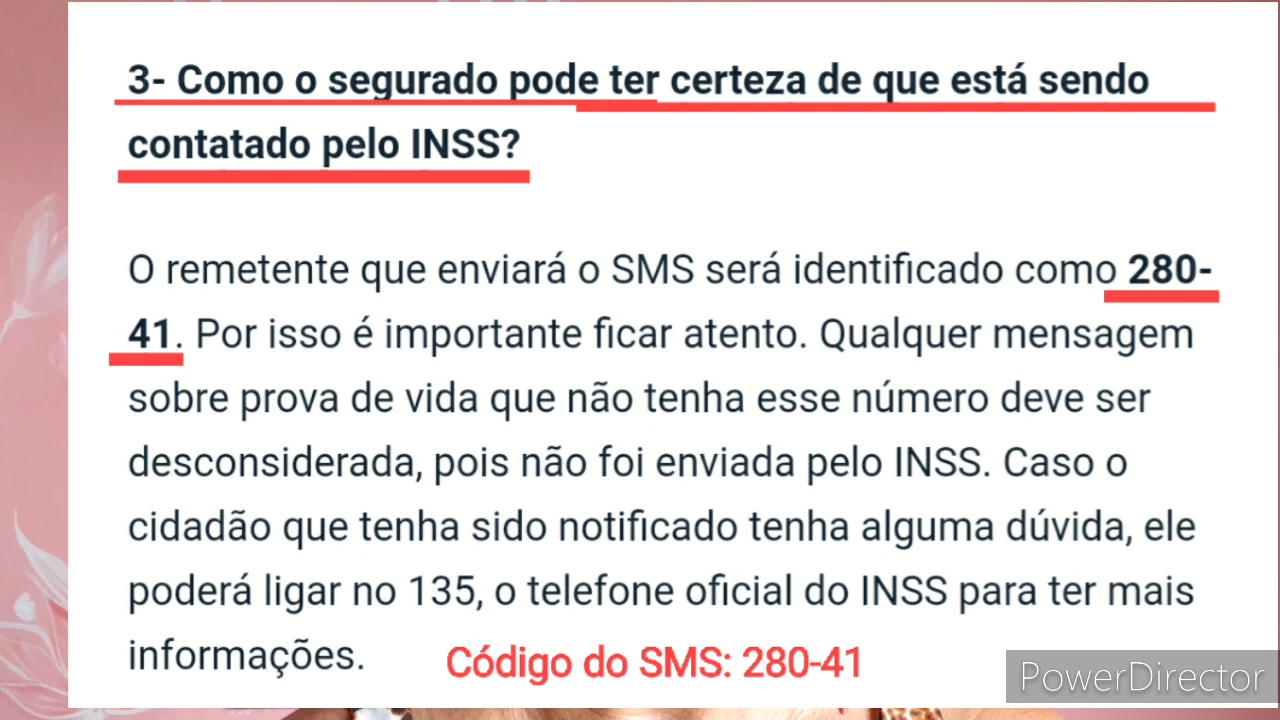 3- Como o segurado pode ter certeza de que está sendo
contatado pelo INSS?
O remetente que enviará o SMS será identificado como 280-
41. Por isso é importante ficar atento. Qualquer mensagem
sobre prova de vida que não tenha esse número deve ser
desconsiderada, pois não foi enviada pelo INSS. Caso o
cidadão que tenha sido notificado tenha alguma dúvida, ele
poderá ligar no 135, o telefone oficial do INSS para ter mais
informações.
Código do SMS: 280-41
PowerDirector